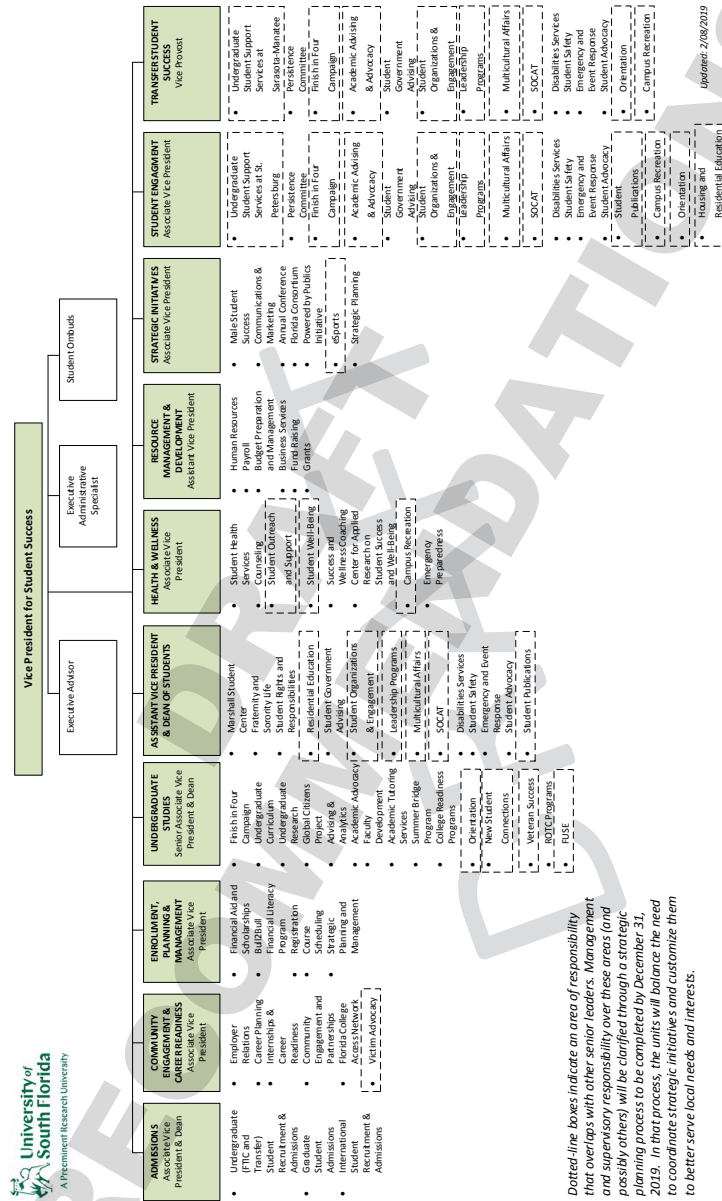 University of
South Florida
A Preeminent Research University
Vice President for Student Success
Executive Advisor
Executive
Administrative
Specialist
Student Ombuds
ADMISSIONS
Associate Vice
President & Dean
• Undergraduate
(FTIC and
Transfer)
Student
Recruitment &
Admissions
• Graduate
Student
Admissions
• International
Student
Recruitment &
Admissions
COMMUNITY
ENGAGEMENT &
CAREER READINESS
Associate Vice
President
• Employer
Relations
• Career Planning
• Internships &
Career
Readiness
• Community
Engagement and
Partnerships
• Florida College
Access Network
• Victim Advocacy
ENROLLMENT,
PLANNING &
MANAGEMENT
Associate Vice
President
• Financial Aid and
Scholarships
• Bull2Bull
Financial Literacy
Program
• Registration
• Course
Scheduling
• Strategic
Planning and
Management
UNDERGRADUATE
STUDIES
Senior Associate Vice
President & Dean
• Finish in Four
Campaign
• Undergraduate
Curriculum
• Undergraduate
Research
• Global Citizens
Project
• Advising &
Analytics
• Academic Advocacy
• Faculty
Development
• Academic Tutoring
Services
• Summer Bridge
Program
• College Readiness
Programs
• Orientation
• New Student
Connections
• Veteran Success
• ROTC Programs
• FUSE
ASSISTANT VICE PRESIDENT
& DEAN OF STUDENTS
• Marshall Student
Center
• Fraternity and
Sorority Life
• Student Rights and
Responsibilities
• Residential Education
• Student Government
Advising
• Student Organizations
& Engagement
• Leadership Programs
• Multicultural Affairs
• SOCAT
• Disabilities Services
• Student Safety
• Emergency and Event
Response
• Student Advocacy
• Student Publications
HEALTH & WELLNESS
Associate Vice
President
• Student Health
Services
• Counseling
• Student Outreach
and Support
• Student Well-Being
• Success and
Wellness Coaching
• Center for Applied
Research on
Student Success
and Well-Being
• Campus Recreation
• Emergency
Preparedness
RESOURCE
MANAGEMENT &
DEVELOPMENT
Assistant Vice President
• Human Resources
• Payroll
• Budget Preparation
and Management
• Business Services
• Fund Raising
• Grants
STRATEGIC INITIATIVES
Associate Vice President
• Male Student
Success
• Communications &
Marketing
• Annual Conference
• Florida Consortium
• Powered by Publics
Initiative
• eSports
• Strategic Planning
STUDENT ENGAGMENT
Associate Vice President
• Undergraduate
Student Support
Services at St.
Petersburg
• Persistence
Committee
• Finish in Four
Campaign
• Academic Advising
& Advocacy
• Student
Government
Advising
• Student
Organizations &
Engagement
• Leadership
Programs
• Multicultural Affairs
• SOCAT
• Disabilities Services
• Student Safety
• Emergency and
Event Response
• Student Advocacy
• Student
Publications
• Campus Recreation
• Orientation
• Housing and
Residential Education
TRANSFER STUDENT
SUCCESS
Vice Provost
• Undergraduate
Student Support
Services at
Sarasota-Manatee
• Persistence
Committee
• Finish in Four
Campaign
• Academic Advising
& Advocacy
• Student
Government
Advising
• Student
Organizations &
Engagement
• Leadership
Programs
• Multicultural Affairs
• SOCAT
• Disabilities Services
• Student Safety
• Emergency and
Event Response
• Student Advocacy
• Orientation
• Campus Recreation
Dotted-line boxes indicate an area of responsibility
that overlaps with other senior leaders. Management
and supervisory responsibility over these areas (and
possibly others) will be clarified through a strategic
planning process to be completed by December 31,
2019. In that process, the units will balance the need
to coordinate strategic initiatives and customize them
to better serve local needs and interests.
Updated: 2/08/2019
DRAFT
RECOMMENDATIONS